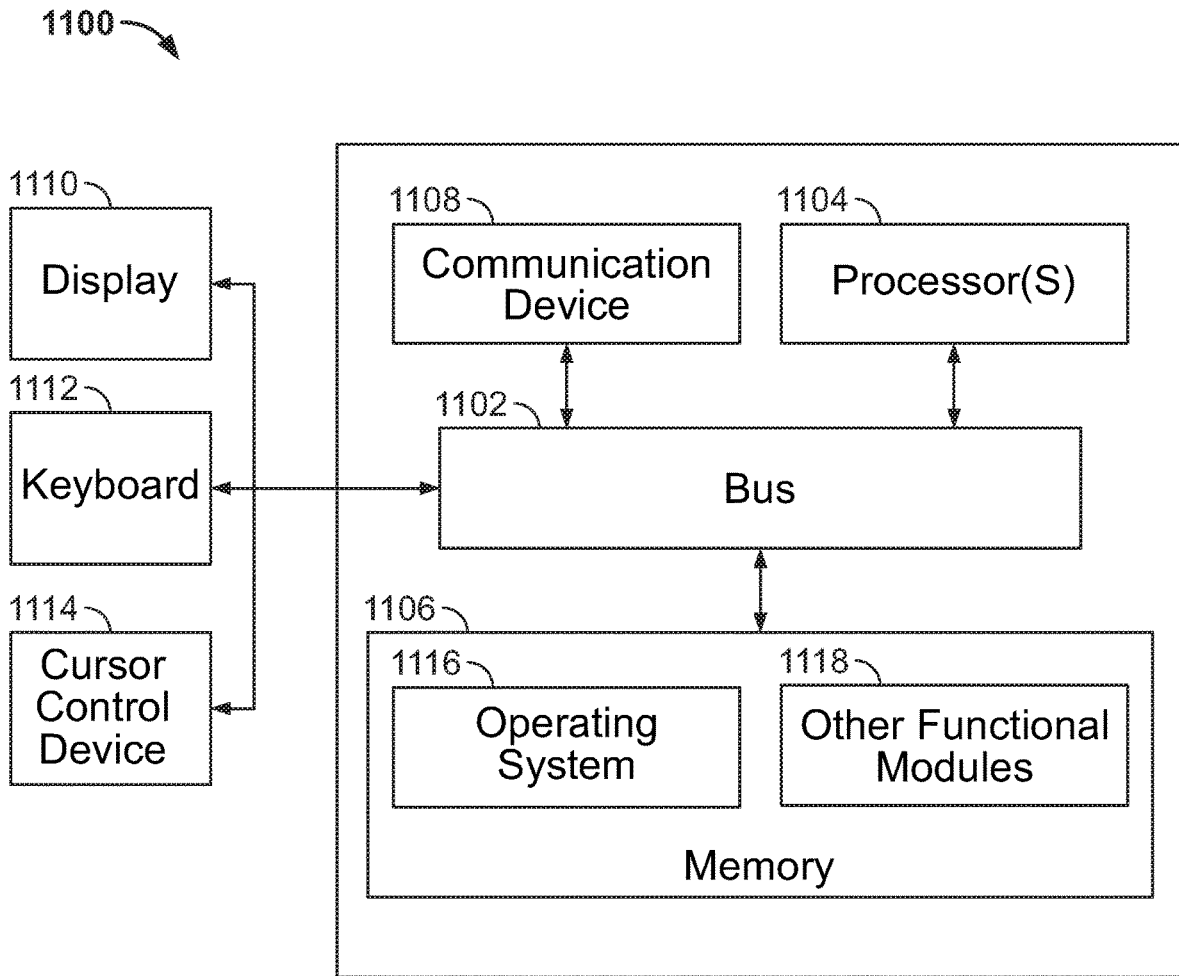 1100
1110
Display
1112
Keyboard
1114
Cursor
Control
Device
1108
Communication
Device
1104
Processor(S)
1102
Bus
1106
1116
Operating
System
1118
Other Functional
Modules
Memory